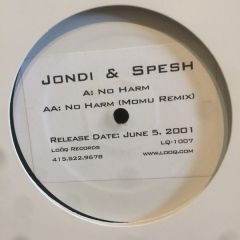 Jondi & Spesh
A: No Harm
AA: No Harm (Momu Remix)
Release Date: June 5, 2001
Loöq Records LQ-1007
415.522.9678 www.looq.com